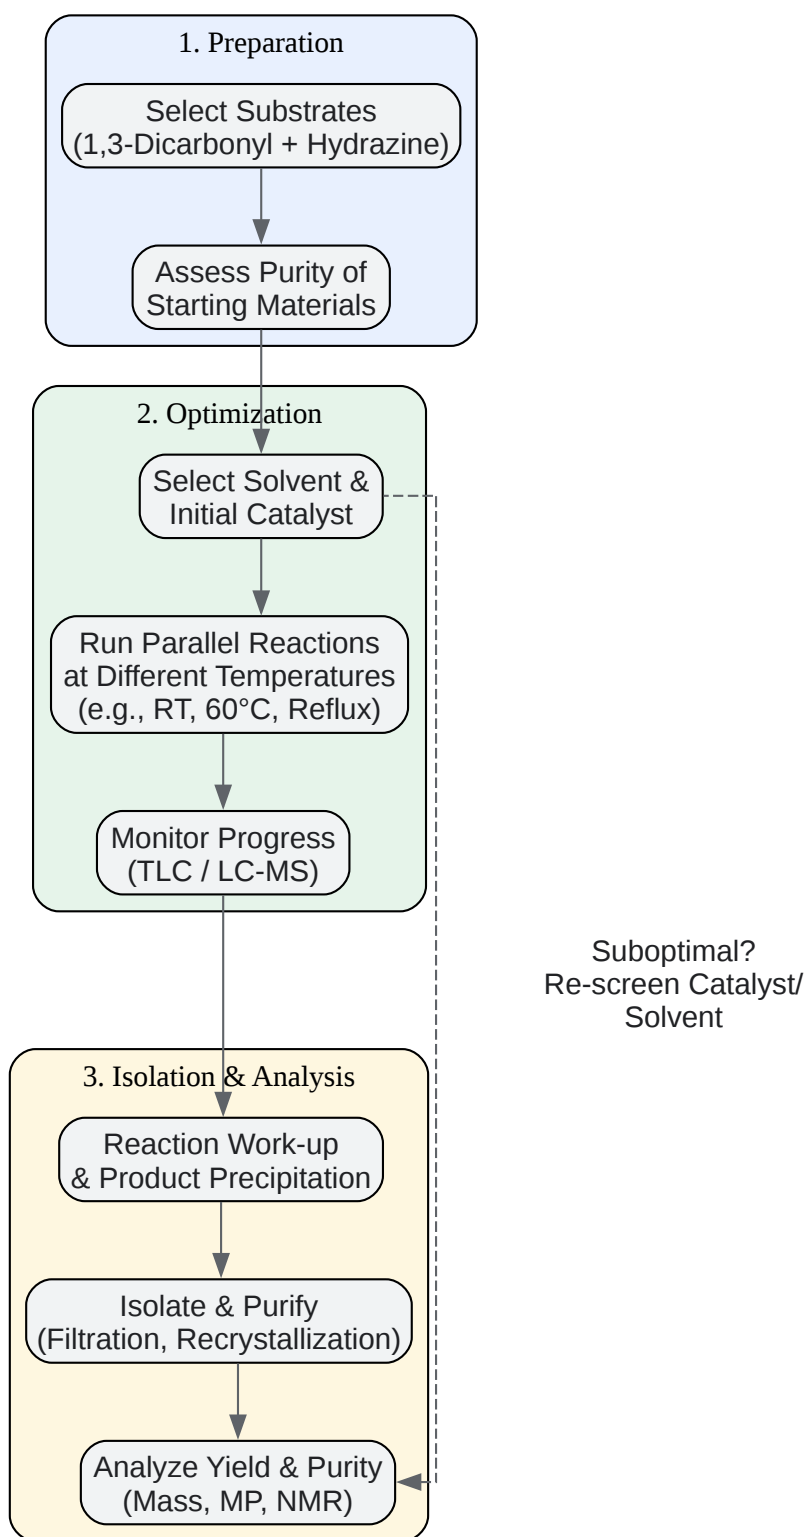 1. Preparation
Select Substrates
(1,3-Dicarbonyl + Hydrazine)
Assess Purity of
Starting Materials
2. Optimization
Select Solvent &
Initial Catalyst
Run Parallel Reactions
at Different Temperatures
(e.g., RT, 60°C, Reflux)
Monitor Progress
(TLC / LC-MS)
Suboptimal?
Re-screen Catalyst/
Solvent
3. Isolation & Analysis
Reaction Work-up
& Product Precipitation
Isolate & Purify
(Filtration, Recrystallization)
Analyze Yield & Purity
(Mass, MP, NMR)